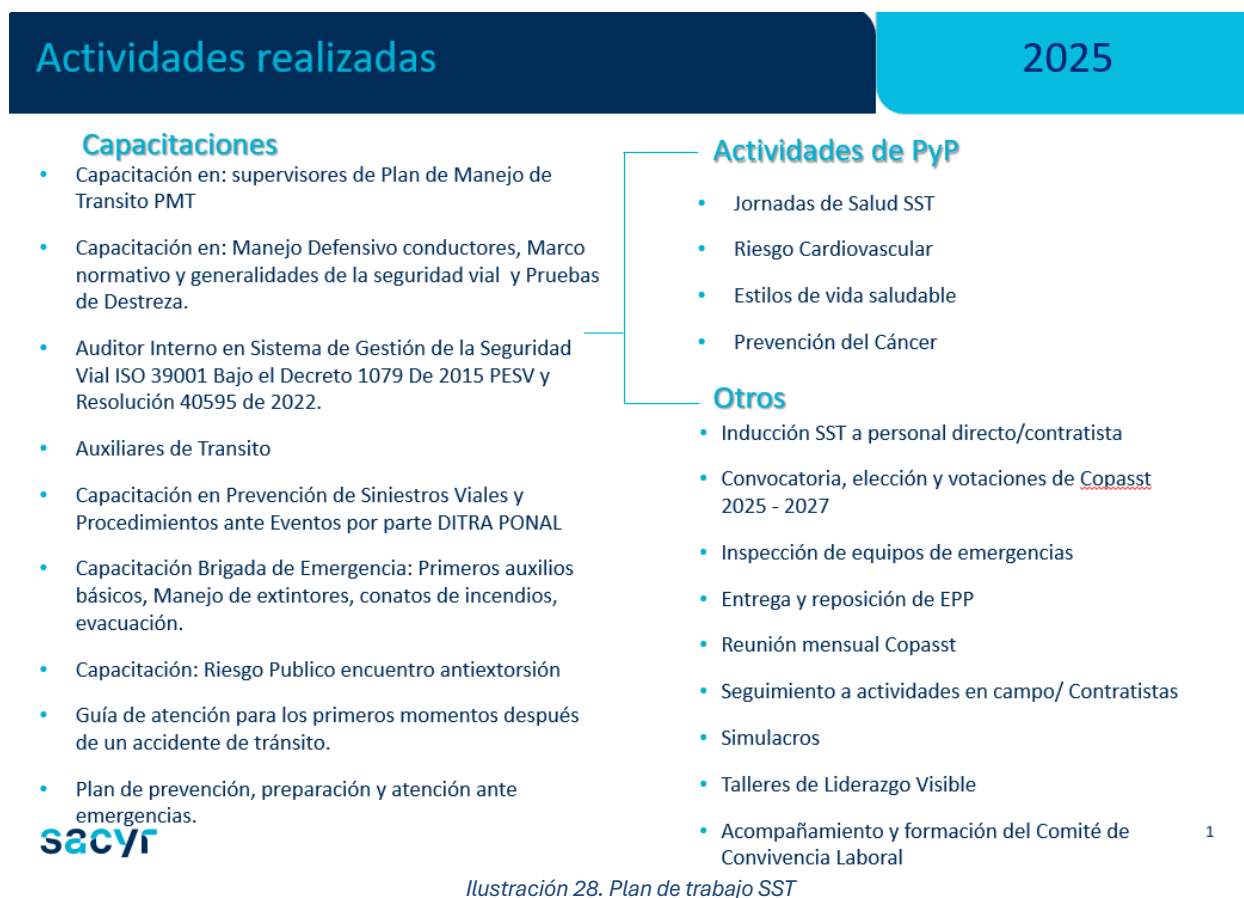 Actividades realizadas
2025
Capacitaciones
• Capacitación en: supervisores de Plan de Manejo de
Transito PMT
• Capacitación en: Manejo Defensivo conductores, Marco
normativo y generalidades de la seguridad vial y Pruebas
de Destreza.
• Auditor Interno en Sistema de Gestión de la Seguridad
Vial ISO 39001 Bajo el Decreto 1079 De 2015 PESV y
Resolución 40595 de 2022.
• Auxiliares de Transito
• Capacitación en Prevención de Siniestros Viales y
Procedimientos ante Eventos por parte DITRA PONAL
• Capacitación Brigada de Emergencia: Primeros auxilios
básicos, Manejo de extintores, conatos de incendios,
evacuación.
• Capacitación: Riesgo Publico encuentro antiextorsión
• Guía de atención para los primeros momentos después
de un accidente de tránsito.
• Plan de prevención, preparación y atención ante
emergencias.
sacyr
Actividades de PyP
• Jornadas de Salud SST
• Riesgo Cardiovascular
• Estilos de vida saludable
• Prevención del Cáncer
Otros
• Inducción SST a personal directo/contratista
• Convocatoria, elección y votaciones de Copasst
2025 - 2027
• Inspección de equipos de emergencias
• Entrega y reposición de EPP
• Reunión mensual Copasst
• Seguimiento a actividades en campo/ Contratistas
• Simulacros
• Talleres de Liderazgo Visible
• Acompañamiento y formación del Comité de
Convivencia Laboral
1
Ilustración 28. Plan de trabajo SST